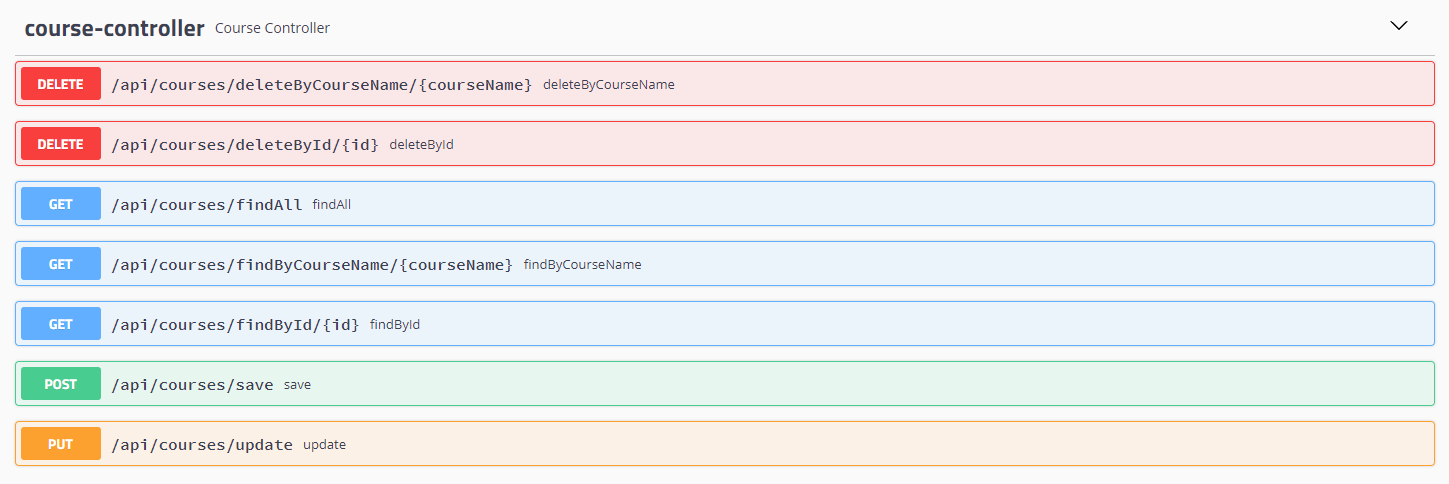 course-controller Course Controller
DELETE /api/courses/deleteByCourseName/{courseName} deleteByCourseName
DELETE /api/courses/deleteById/{id} deleteById
GET /api/courses/findAll findAll
GET /api/courses/findByCourseName/{courseName} findByCourseName
GET /api/courses/findById/{id} findById
POST /api/courses/save save
PUT /api/courses/update update